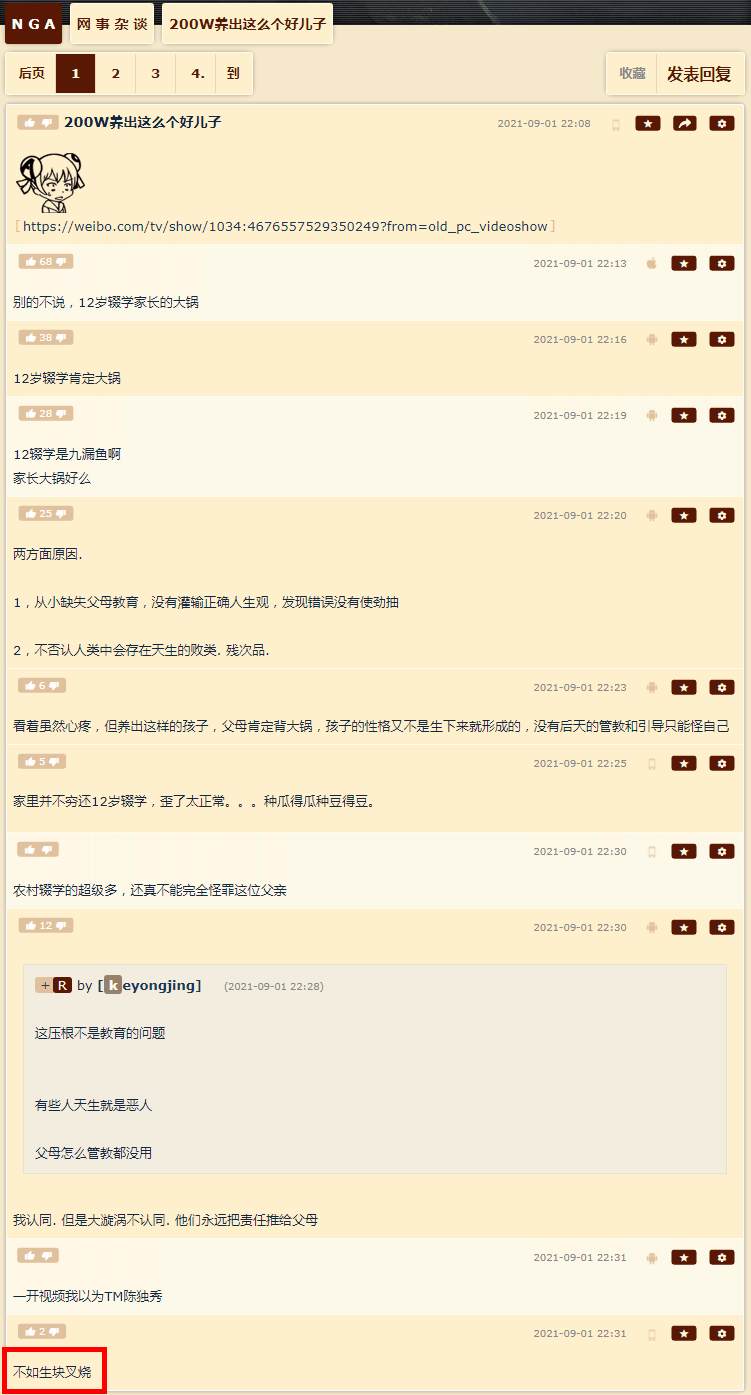 NGA
网事杂谈
200W养出这么个好儿子
后页 1 2 3 4. 到
收藏 发表回复
200W养出这么个好儿子 2021-09-01 22:08
[https://weibo.com/tv/show/1034:4676557529350249?from=old_pc_videoshow]
68 2021-09-01 22:13
别的不说，12岁辍学家长的大锅
38 2021-09-01 22:16
12岁辍学肯定大锅
28 2021-09-01 22:19
12辍学是九漏鱼啊
家长大锅好么
25 2021-09-01 22:20
两方面原因.
1，从小缺失父母教育，没有灌输正确人生观，发现错误没有使劲抽
2，不否认人类中会存在天生的败类. 残次品.
6 2021-09-01 22:23
看着虽然心疼，但养出这样的孩子，父母肯定背大锅，孩子的性格又不是生下来就形成的，没有后天的管教和引导只能怪自己
5 2021-09-01 22:25
家里并不穷还12岁辍学，歪了太正常。。。种瓜得瓜种豆得豆。
2021-09-01 22:30
农村辍学的超级多，还真不能完全怪罪这位父亲
12 2021-09-01 22:30
+ R by [keyongjing] (2021-09-01 22:28)
这压根不是教育的问题
有些人天生就是恶人
父母怎么管教都没用
我认同. 但是大漩涡不认同. 他们永远把责任推给父母
2021-09-01 22:31
一开视频我以为TM陈独秀
2 2021-09-01 22:31
不如生块叉烧